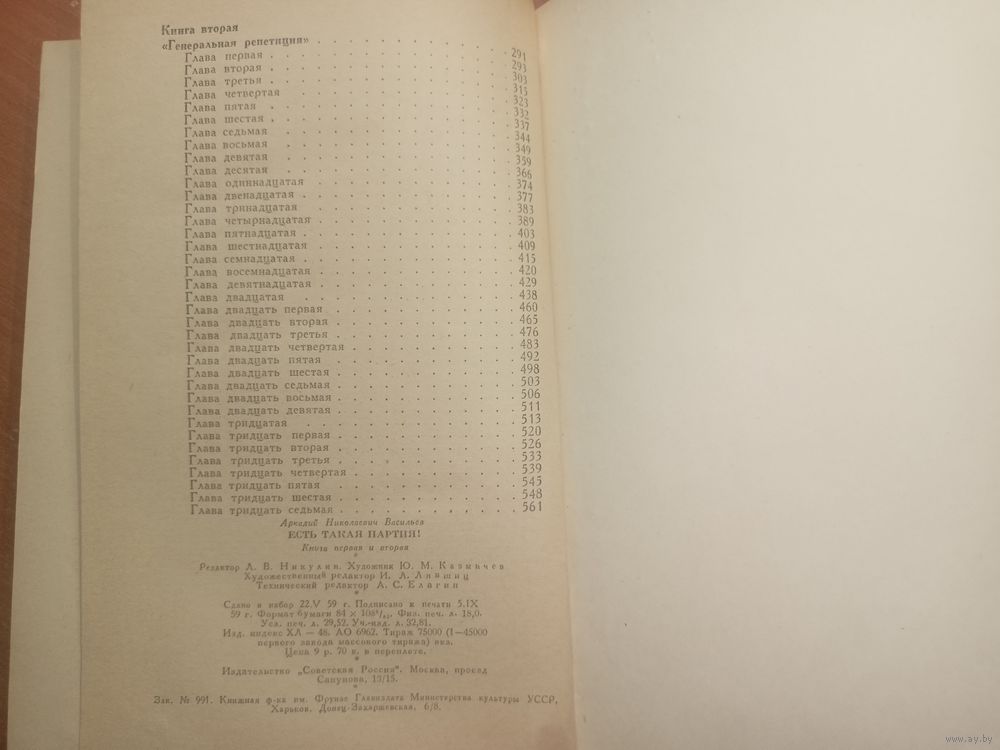 Книга вторая
«Генеральная репетиция» . . . . . . . . . . 291
Глава первая . . . . . . . . . . 293
Глава вторая . . . . . . . . . . 303
Глава третья . . . . . . . . . . 315
Глава четвертая . . . . . . . . . . 323
Глава пятая . . . . . . . . . . 332
Глава шестая . . . . . . . . . . 337
Глава седьмая . . . . . . . . . . 344
Глава восьмая . . . . . . . . . . 349
Глава девятая . . . . . . . . . . 359
Глава десятая . . . . . . . . . . 366
Глава одиннадцатая . . . . . . . . . . 374
Глава двенадцатая . . . . . . . . . . 377
Глава тринадцатая . . . . . . . . . . 383
Глава четырнадцатая . . . . . . . . . . 389
Глава пятнадцатая . . . . . . . . . . 403
Глава шестнадцатая . . . . . . . . . . 409
Глава семнадцатая . . . . . . . . . . 415
Глава восемнадцатая . . . . . . . . . . 420
Глава девятнадцатая . . . . . . . . . . 429
Глава двадцатая . . . . . . . . . . 438
Глава двадцать первая . . . . . . . . . . 460
Глава двадцать вторая . . . . . . . . . . 465
Глава двадцать третья . . . . . . . . . . 476
Глава двадцать четвертая . . . . . . . . . . 483
Глава двадцать пятая . . . . . . . . . . 492
Глава двадцать шестая . . . . . . . . . . 498
Глава двадцать седьмая . . . . . . . . . . 503
Глава двадцать восьмая . . . . . . . . . . 506
Глава двадцать девятая . . . . . . . . . . 511
Глава тридцатая . . . . . . . . . . 513
Глава тридцать первая . . . . . . . . . . 520
Глава тридцать вторая . . . . . . . . . . 526
Глава тридцать третья . . . . . . . . . . 533
Глава тридцать четвертая . . . . . . . . . . 539
Глава тридцать пятая . . . . . . . . . . 545
Глава тридцать шестая . . . . . . . . . . 548
Глава тридцать седьмая . . . . . . . . . . 561
Аркадий Николаевич Васильев
ЕСТЬ ТАКАЯ ПАРТИЯ!
Книга первая и вторая
*
Редактор Л. В. Никулин. Художник Ю. М. Казмичев
Художественный редактор И. Л. Лившиц
Технический редактор А. С. Елагин
*
Сдано в набор 22.V 59 г. Подписано к печати 5.IX
59 г. Формат бумаги 84 × 108¹/₃₂. Физ. печ. л. 18,0.
Усл. печ. л. 29,52. Уч.-изд. л. 32,81.
Изд. индекс ХЛ — 48. АО 6962. Тираж 75000 (1—45000
первого завода массового тиража) экз.
Цена 9 р. 70 к. в переплете.
*
Издательство „Советская Россия". Москва, проезд
Сапунова, 13/15.
*
Зак. № 991. Книжная ф-ка им. Фрунзе Главиздата Министерства культуры УССР,
Харьков, Донец-Захаржевская, 6/8.
www.ay.by